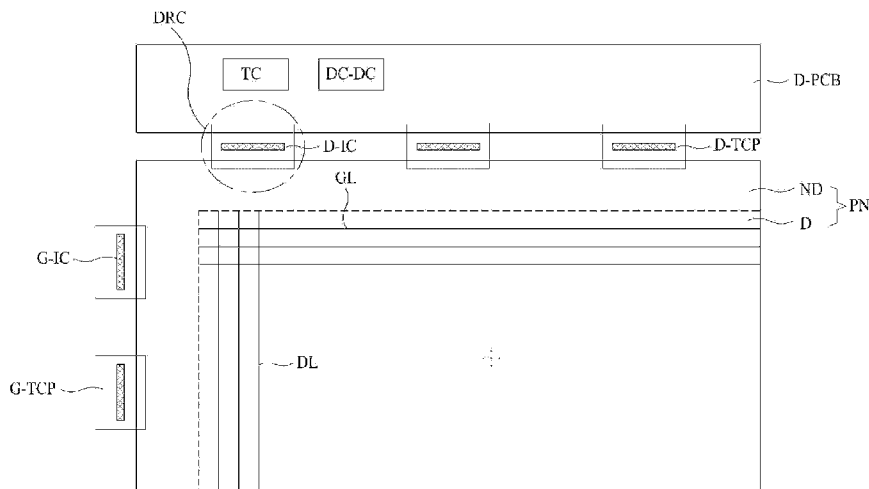 DRC
TC
DC-DC
D-PCB
D-IC
D-TCP
GL
ND
PN
D
G-IC
DL
G-TCP